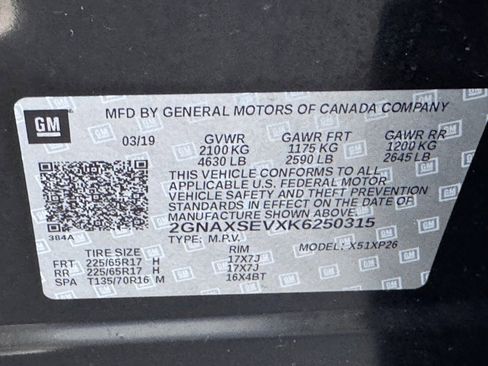 GM MFD BY GENERAL MOTORS OF CANADA COMPANY
03/19 GVWR GAWR FRT GAWR RR
2100 KG 1175 KG 1200 KG
4630 LB 2590 LB 2645 LB
THIS VEHICLE CONFORMS TO ALL
APPLICABLE U.S. FEDERAL MOTOR
VEHICLE SAFETY AND THEFT PREVENTION
STANDARDS IN EFFECT ON THE DATE OF
MANUFACTURE SHOWN ABOVE.
2GNAXSEVXK6250315
384A TYPE: M.P.V. MODEL: X51XP26
TIRE SIZE RIM
FRT 225/65R17 H 17X7J
RR 225/65R17 H 17X7J
SPA T135/70R16 M 16X4BT